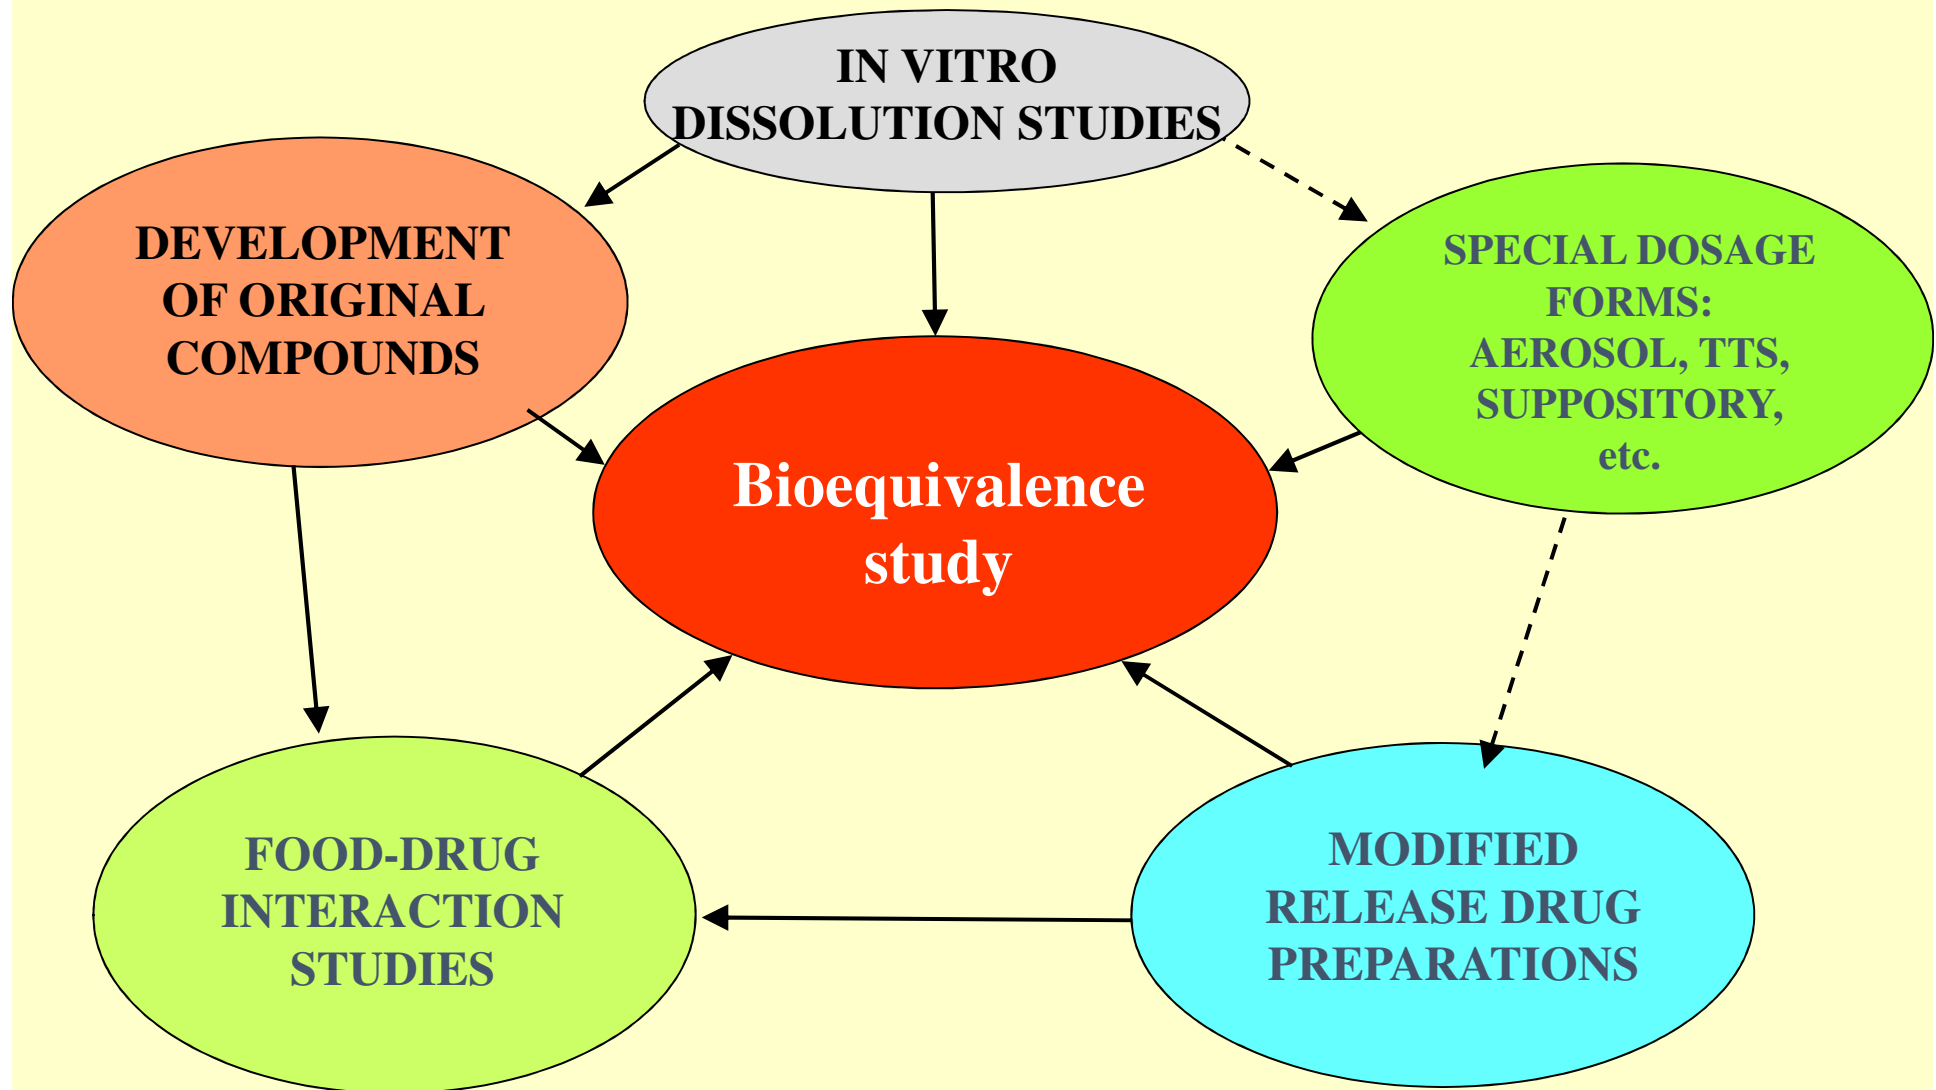 IN VITRO
DISSOLUTION STUDIES
DEVELOPMENT
OF ORIGINAL
COMPOUNDS
SPECIAL DOSAGE
FORMS:
AEROSOL, TTS,
SUPPOSITORY,
etc.
Bioequivalence
study
FOOD-DRUG
INTERACTION
STUDIES
MODIFIED
RELEASE DRUG
PREPARATIONS